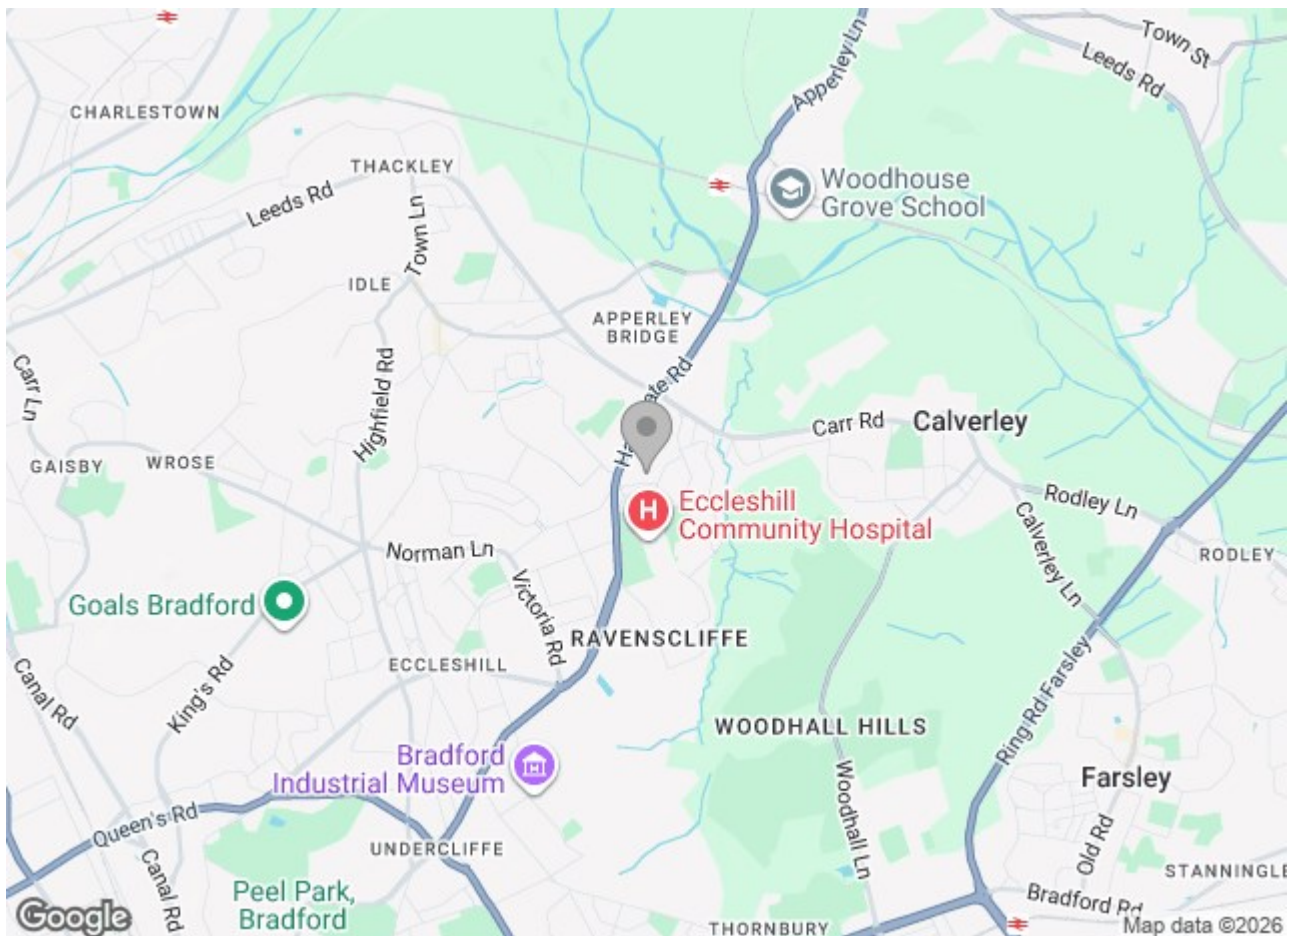 Town St
Leeds Rd
Apperley Ln
CHARLESTOWN
THACKLEY
Woodhouse
Grove School
Leeds Rd
Town Ln
IDLE
APPERLEY
BRIDGE
Carr Ln
Highfield Rd
Carr Rd
Calverley
GAISBY
WROSE
H
Eccleshill
Community Hospital
Rodley Ln
Calverley Ln
RODLEY
Norman Ln
Victoria Rd
Goals Bradford
RAVENSCLIFFE
ECCLESHILL
King's Rd
Canal Rd
Ring Rd Farsley
WOODHALL HILLS
Bradford
Industrial Museum
Farsley
Woodhall Ln
Queen's Rd
UNDERCLIFFE
Old Rd
Canal Rd
Peel Park,
Bradford
STANNINGLE
Bradford Rd
THORNBURY
Google
Map data ©2026